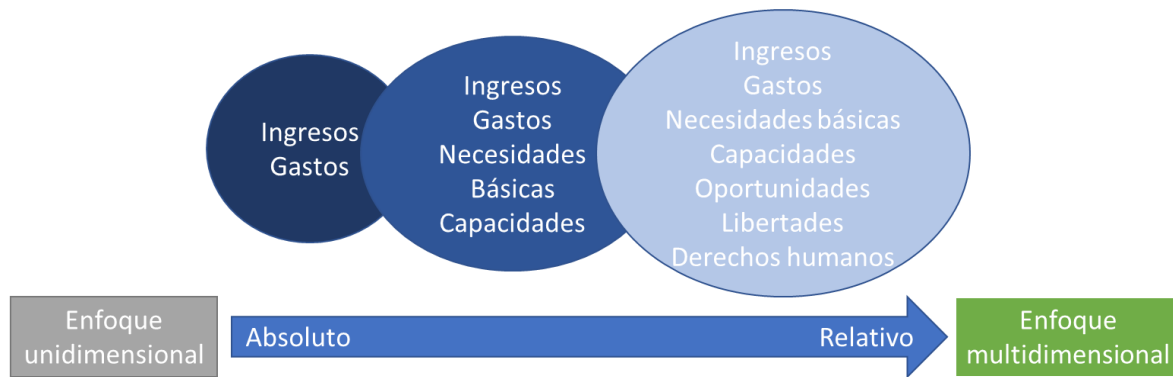 Ingresos
Gastos
Ingresos
Gastos
Necesidades
Básicas
Capacidades
Ingresos
Gastos
Necesidades básicas
Capacidades
Oportunidades
Libertades
Derechos humanos
Enfoque
unidimensional
Absoluto
Relativo
Enfoque
multidimensional